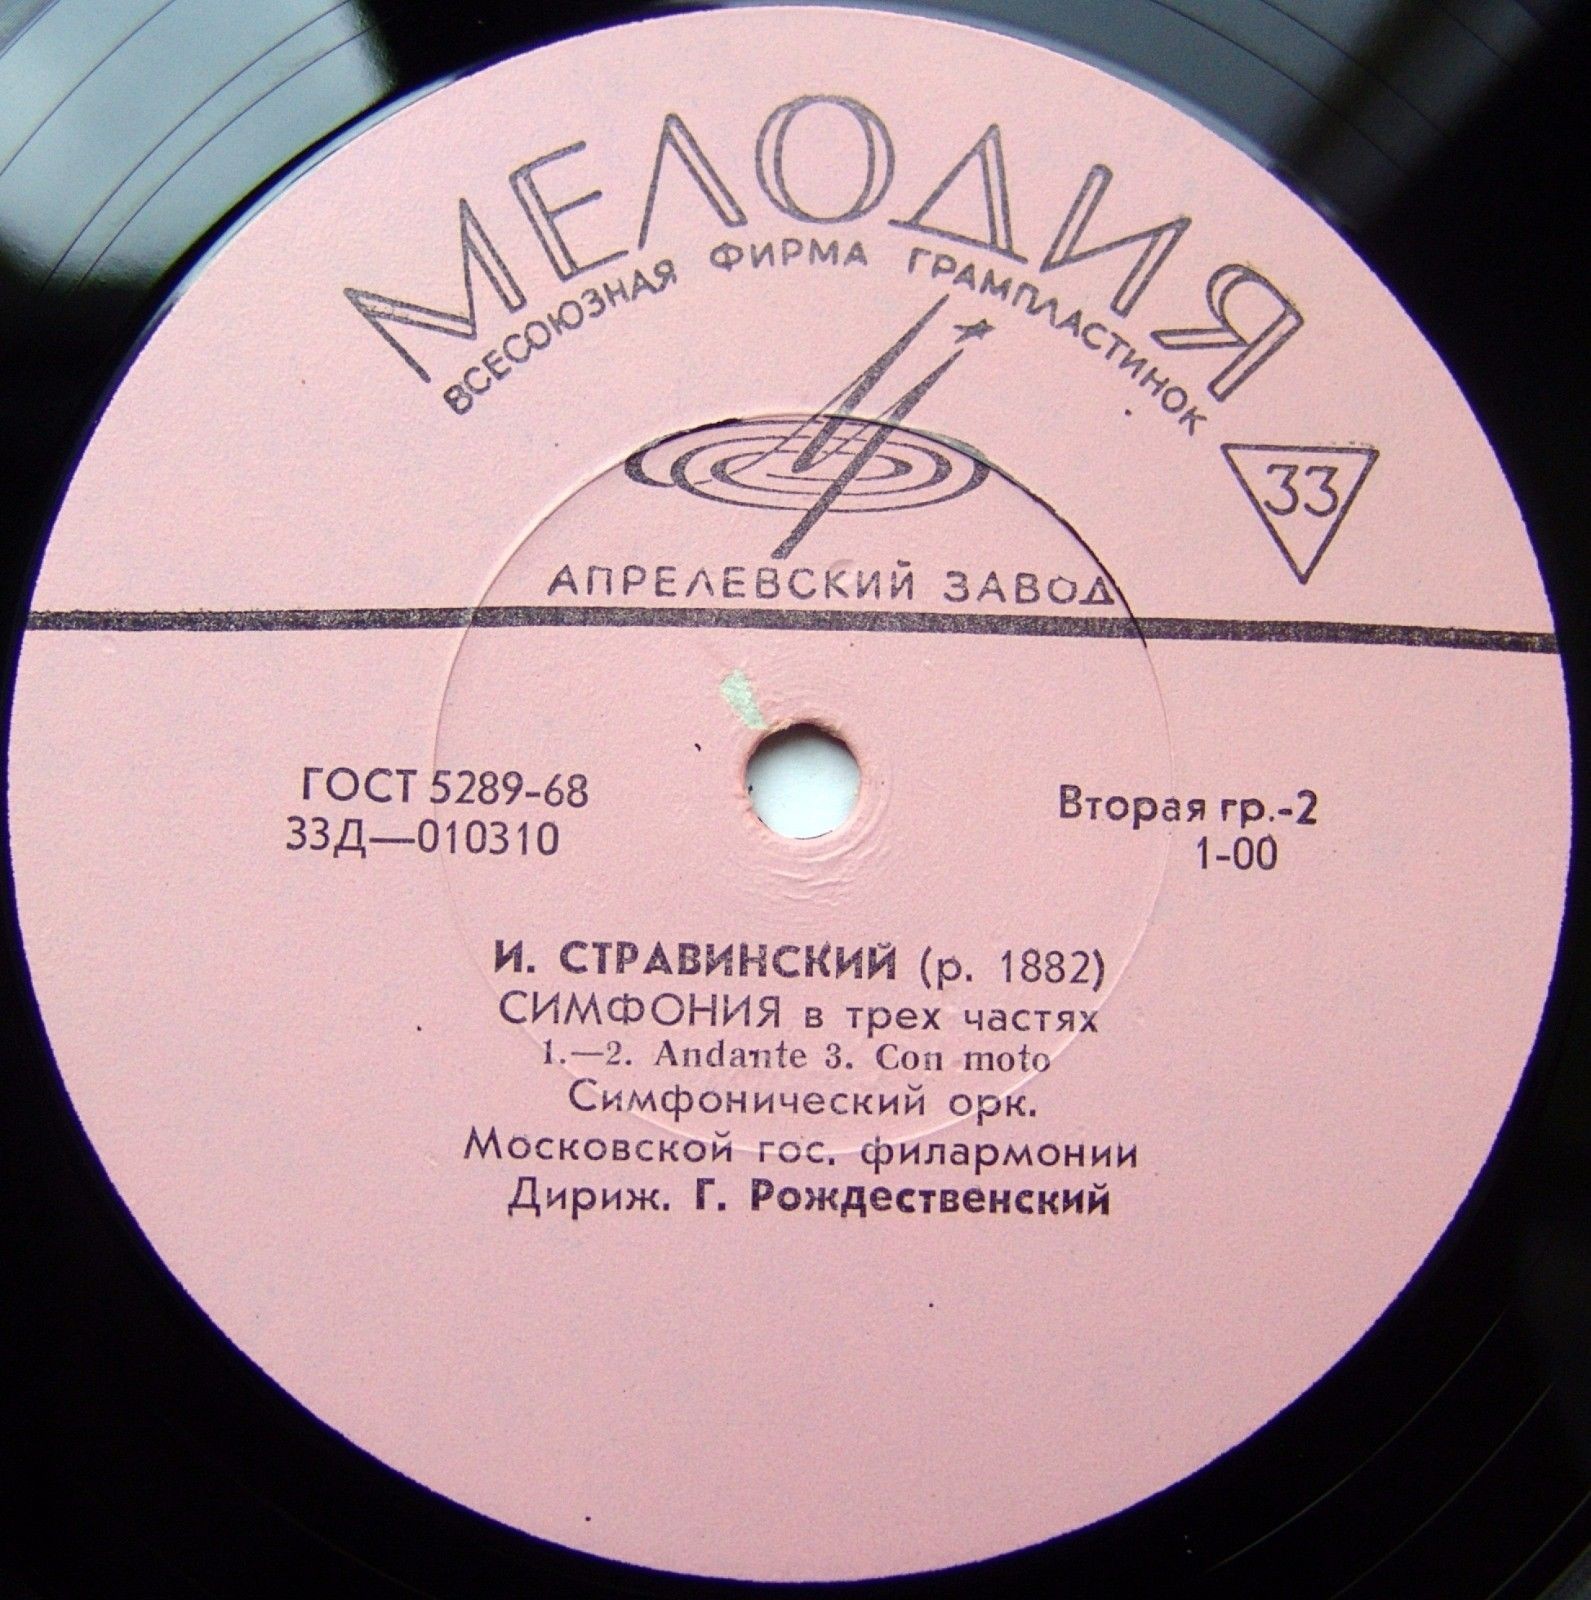 МЕЛОДИЯ
ВСЕСОЮЗНАЯ ФИРМА ГРАМПЛАСТИНОК
33
АПРЕЛЕВСКИЙ ЗАВОД
ГОСТ 5289-68
33Д—010310
Вторая гр.-2
1-00
И. СТРАВИНСКИЙ (р. 1882)
СИМФОНИЯ в трех частях
1.—2. Andante 3. Con moto
Симфонический орк.
Московской гос. филармонии
Дириж. Г. Рождественский